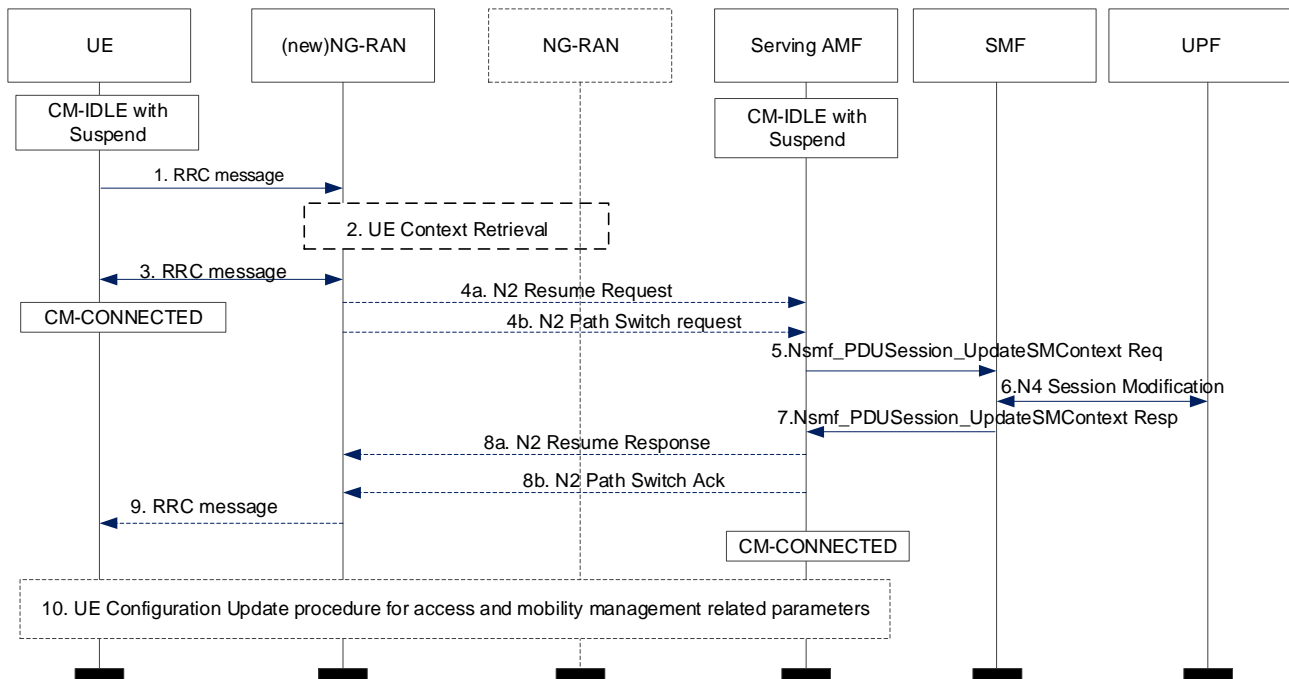 UE
(new)NG-RAN
NG-RAN
Serving AMF
SMF
UPF
CM-IDLE with
Suspend
CM-IDLE with
Suspend
1. RRC message
2. UE Context Retrieval
3. RRC message
4a. N2 Resume Request
CM-CONNECTED
4b. N2 Path Switch request
5.Nsmf_PDUSession_UpdateSMContext Req
6.N4 Session Modification
7.Nsmf_PDUSession_UpdateSMContext Resp
8a. N2 Resume Response
8b. N2 Path Switch Ack
9. RRC message
CM-CONNECTED
10. UE Configuration Update procedure for access and mobility management related parameters